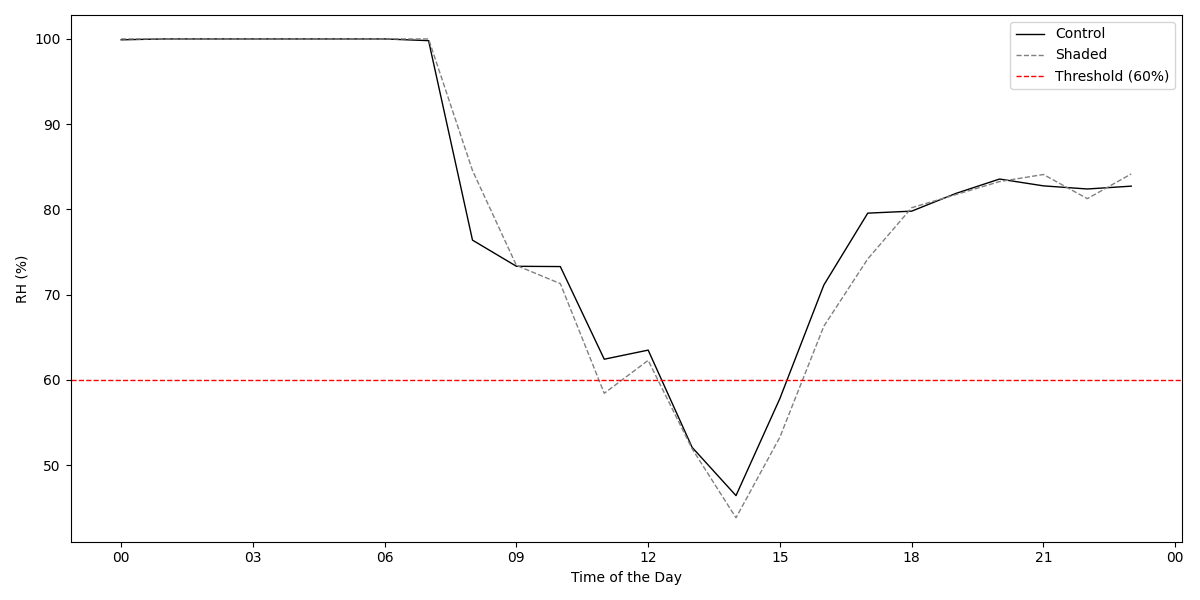 Control
Shaded
Threshold (60%)
100
90
80
70
60
50
RH (%)
00 03 06 09 12 15 18 21 00
Time of the Day